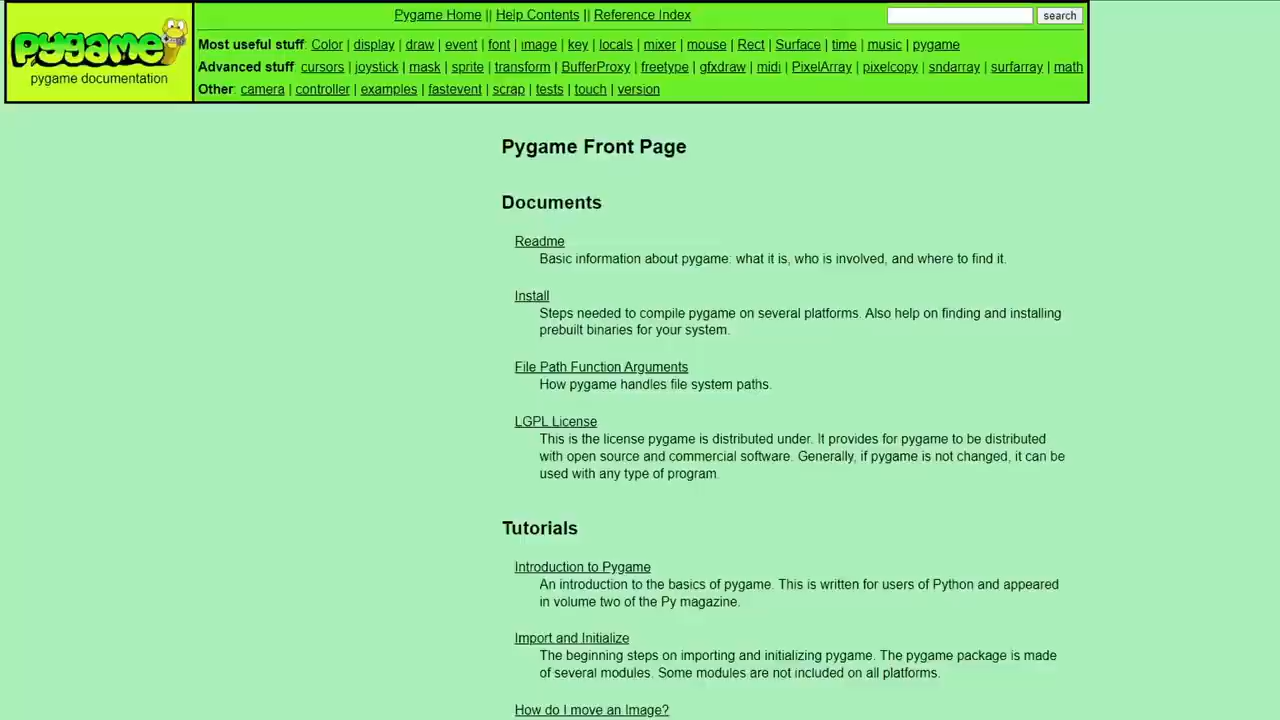 pygame
pygame documentation
Pygame Home || Help Contents || Reference Index
search
Most useful stuff: Color | display | draw | event | font | image | key | locals | mixer | mouse | Rect | Surface | time | music | pygame
Advanced stuff: cursors | joystick | mask | sprite | transform | BufferProxy | freetype | gfxdraw | midi | PixelArray | pixelcopy | sndarray | surfarray | math
Other: camera | controller | examples | fastevent | scrap | tests | touch | version
Pygame Front Page
Documents
Readme
Basic information about pygame: what it is, who is involved, and where to find it.
Install
Steps needed to compile pygame on several platforms. Also help on finding and installing
prebuilt binaries for your system.
File Path Function Arguments
How pygame handles file system paths.
LGPL License
This is the license pygame is distributed under. It provides for pygame to be distributed
with open source and commercial software. Generally, if pygame is not changed, it can be
used with any type of program.
Tutorials
Introduction to Pygame
An introduction to the basics of pygame. This is written for users of Python and appeared
in volume two of the Py magazine.
Import and Initialize
The beginning steps on importing and initializing pygame. The pygame package is made
of several modules. Some modules are not included on all platforms.
How do I move an Image?